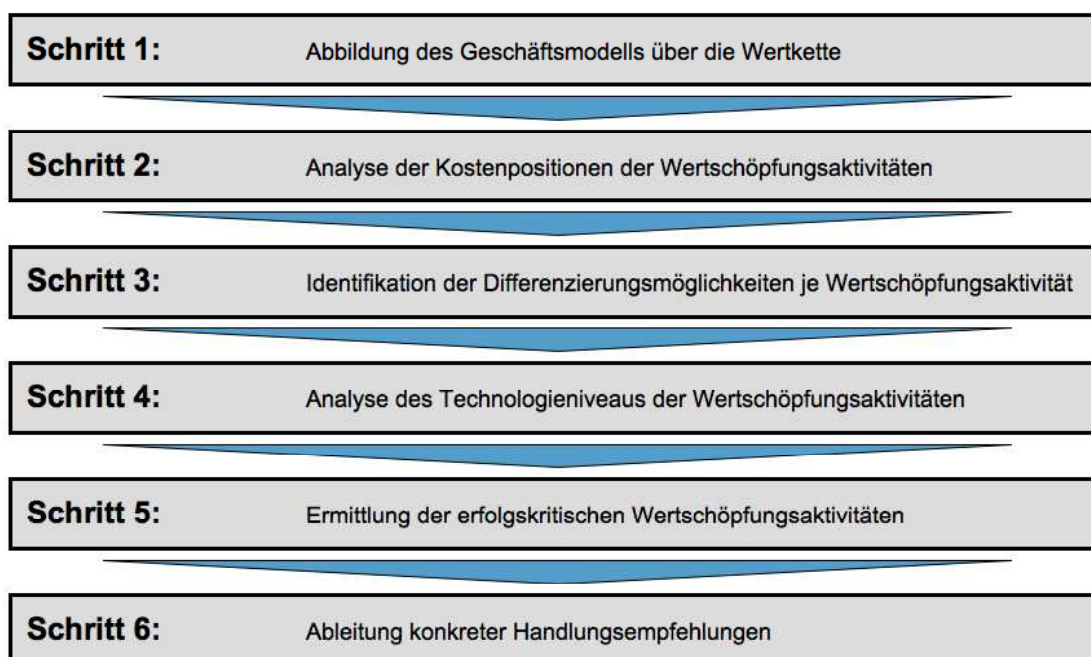 Schritt 1: Abbildung des Geschäftsmodells über die Wertkette
Schritt 2: Analyse der Kostenpositionen der Wertschöpfungsaktivitäten
Schritt 3: Identifikation der Differenzierungsmöglichkeiten je Wertschöpfungsaktivität
Schritt 4: Analyse des Technologieniveaus der Wertschöpfungsaktivitäten
Schritt 5: Ermittlung der erfolgskritischen Wertschöpfungsaktivitäten
Schritt 6: Ableitung konkreter Handlungsempfehlungen